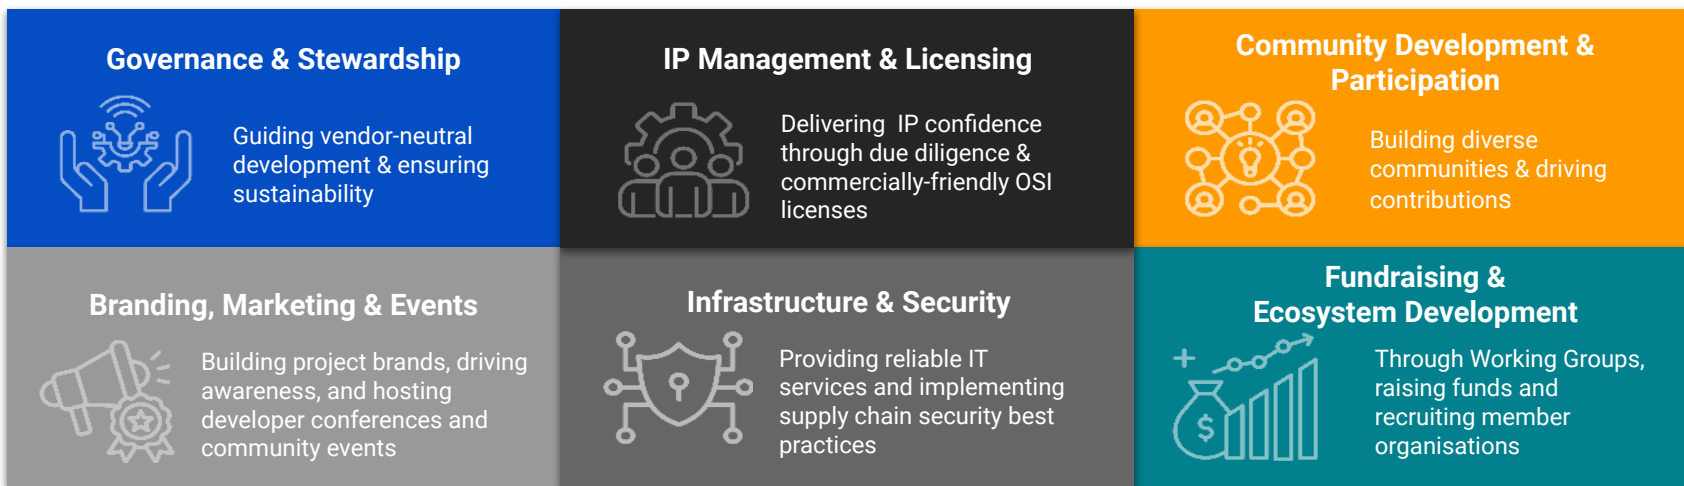 Governance & Stewardship
Guiding vendor-neutral
development & ensuring
sustainability
IP Management & Licensing
Delivering  IP confidence
through due diligence &
commercially-friendly OSI
licenses
Community Development &
Participation
Building diverse
communities & driving
contributions
Branding, Marketing & Events
Building project brands, driving
awareness, and hosting
developer conferences and
community events
Infrastructure & Security
Providing reliable IT
services and implementing
supply chain security best
practices
Fundraising &
Ecosystem Development
$
Through Working Groups,
raising funds and
recruiting member
organisations